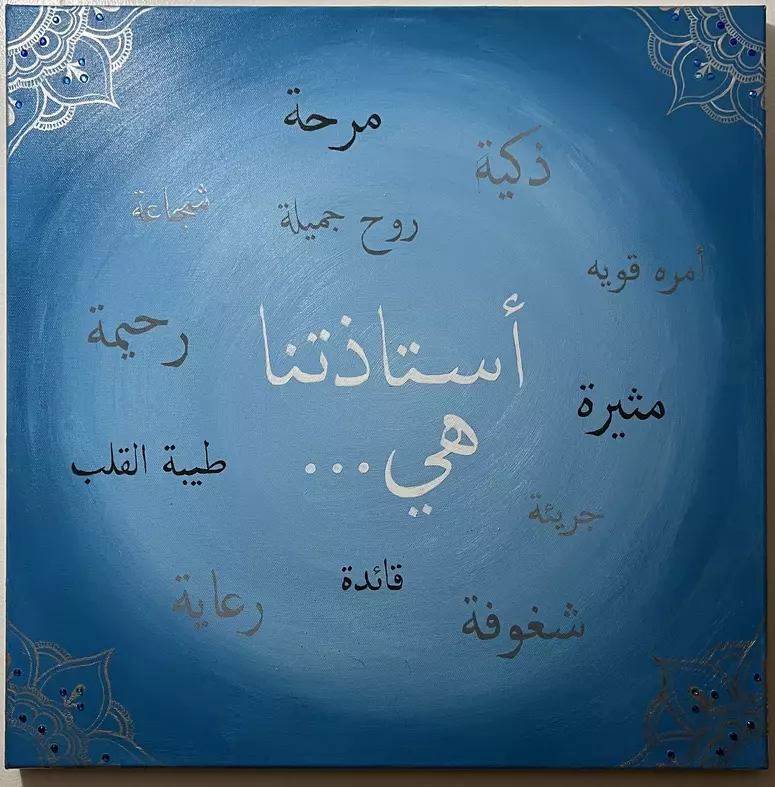 مرحة
ذكية
شجاعة
روح جميلة
أمره قويه
رحيمة
أستاذتنا
هي...
مثيرة
طيبة القلب
جريئة
قائدة
رعاية
شغوفة